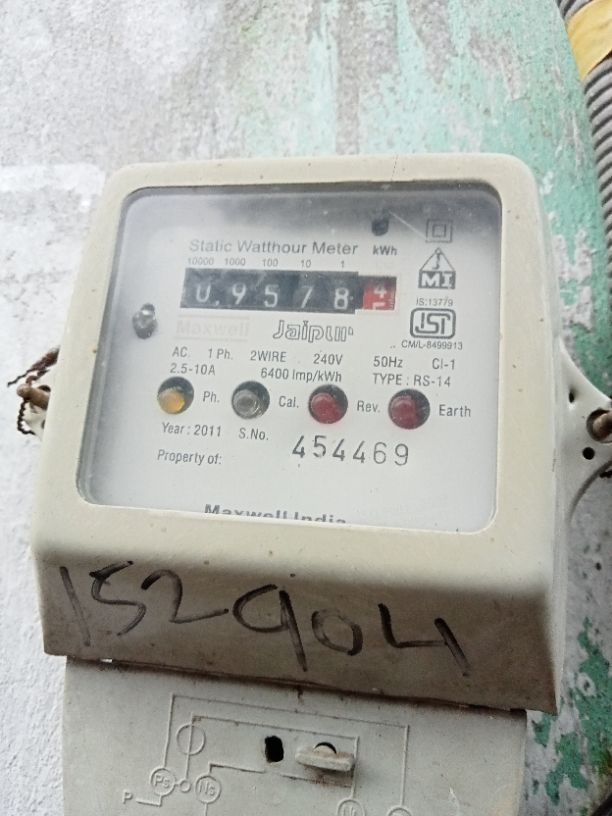 Static Watthour Meter kWh
10000 1000 100 10 1
0 9 5 7 8 4
MI
IS:13779
Maxwell
Jaipur
ISI
CM/L-8499913
AC. 1 Ph. 2WIRE 240V 50Hz Cl-1
2.5-10A 6400 Imp/kWh TYPE : RS-14
Ph. Cal. Rev. Earth
Year : 2011 S.No. 454469
Property of:
Maxwell India
152904
P Ps Ns